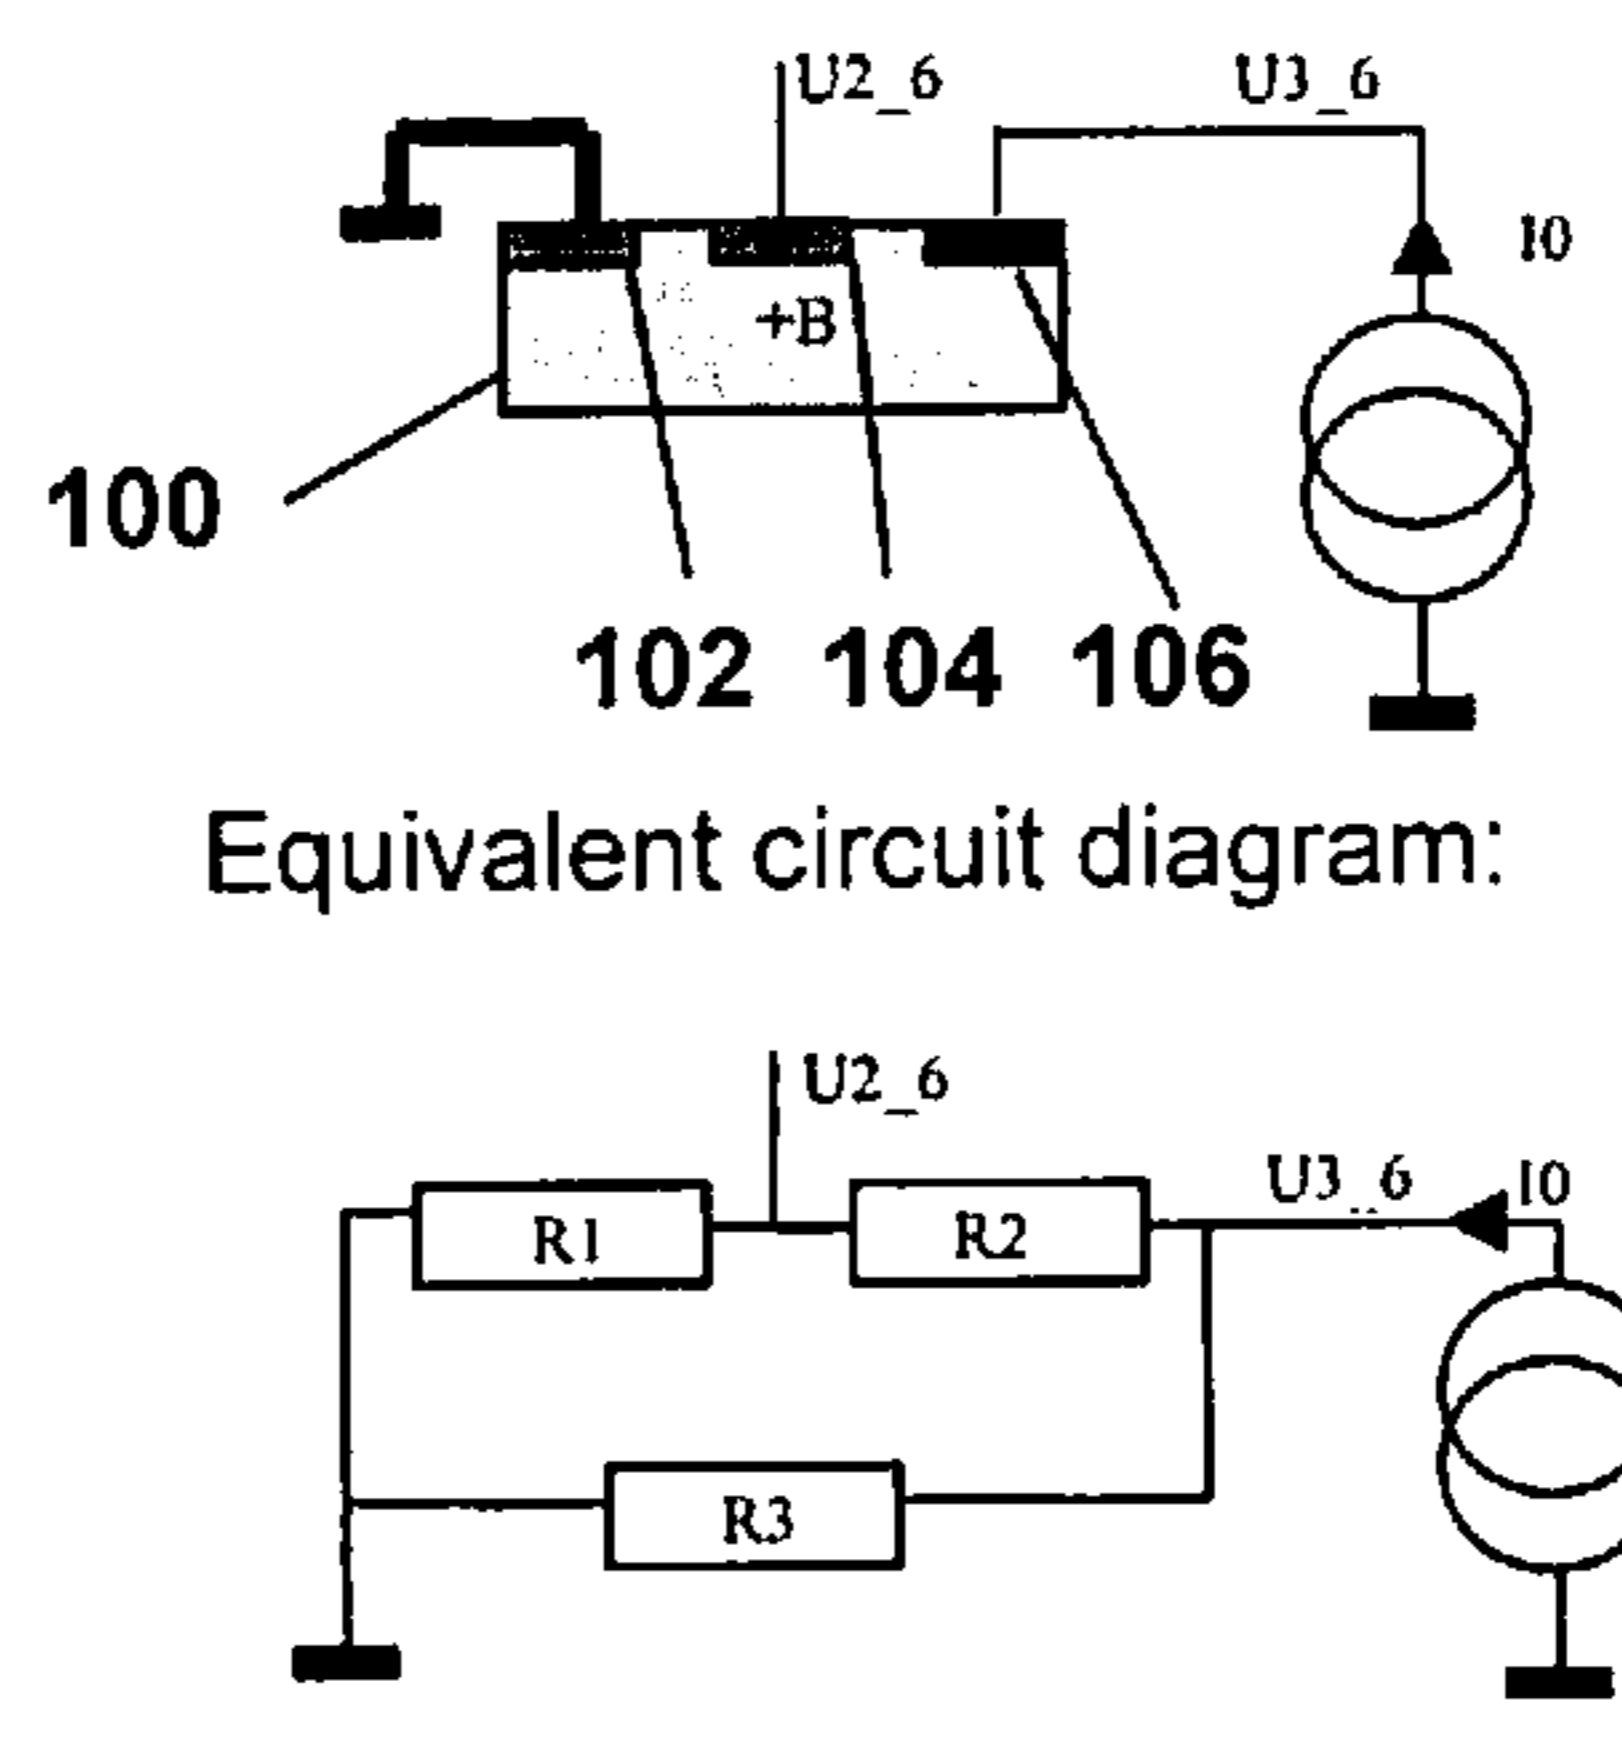 U2_6 U3_6
I0
+B
100
102 104 106
Equivalent circuit diagram:
U2_6
U3_6 I0
R1 R2
R3